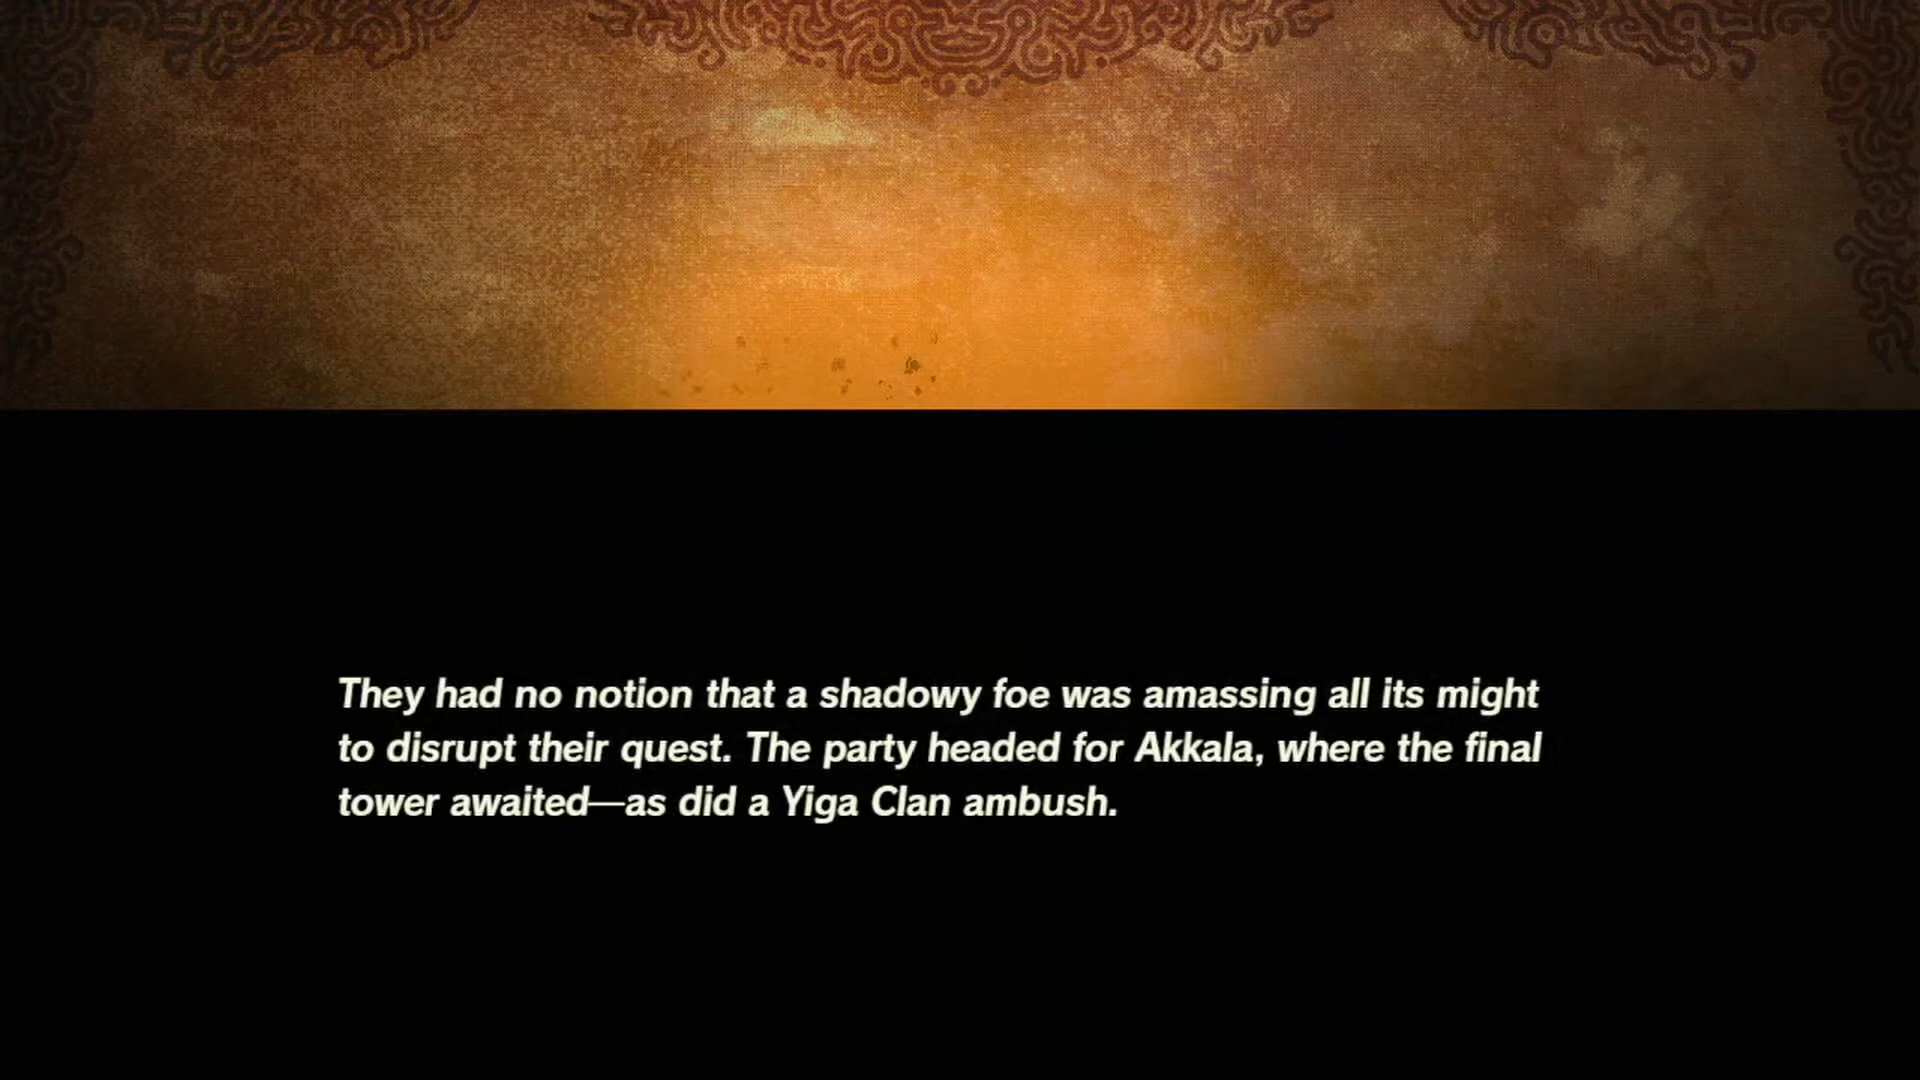 They had no notion that a shadowy foe was amassing all its might
to disrupt their quest. The party headed for Akkala, where the final
tower awaited—as did a Yiga Clan ambush.